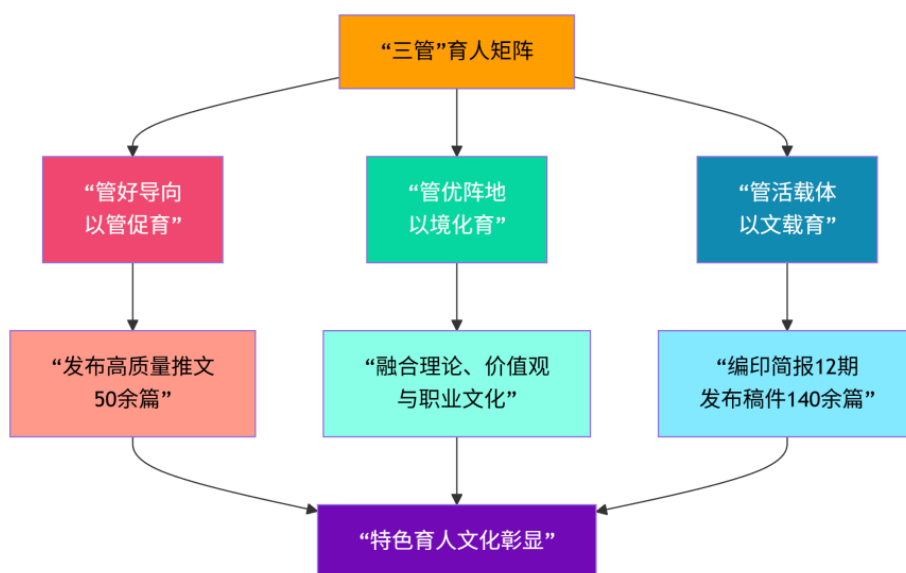 “三管”育人矩阵
“管好导向
以管促育”
“管优阵地
以境化育”
“管活载体
以文载育”
“发布高质量推文
50余篇”
“融合理论、价值观
与职业文化”
“编印简报12期
发布稿件140余篇”
“特色育人文化彰显”